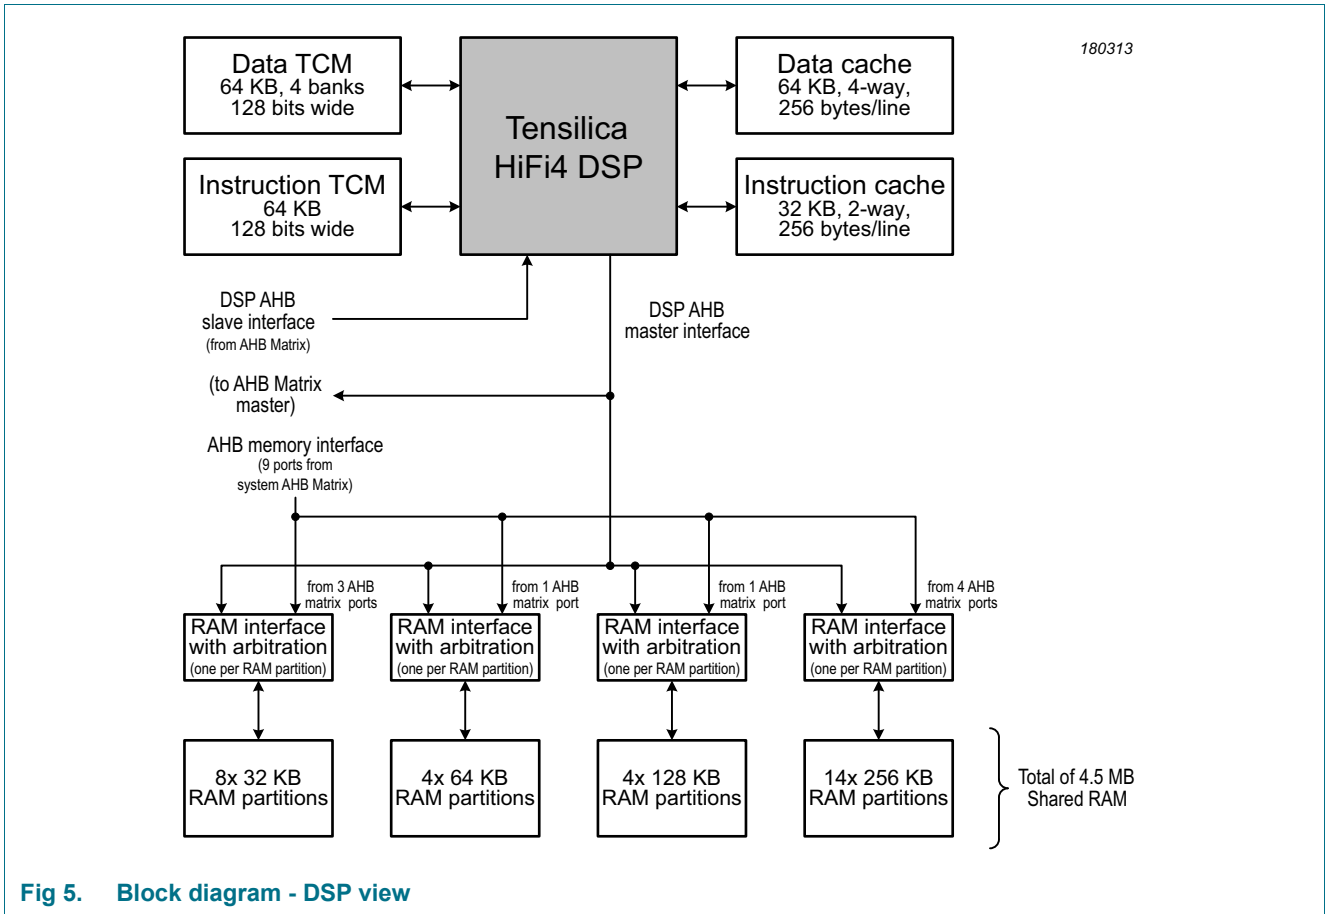 180313
Data TCM
64 KB, 4 banks
128 bits wide
Tensilica
HiFi4 DSP
Data cache
64 KB, 4-way,
256 bytes/line
Instruction TCM
64 KB
128 bits wide
Instruction cache
32 KB, 2-way,
256 bytes/line
DSP AHB
slave interface
(from AHB Matrix)
DSP AHB
master interface
(to AHB Matrix
master)
AHB memory interface
(9 ports from
system AHB Matrix)
from 3 AHB
matrix ports
from 1 AHB
matrix port
from 1 AHB
matrix port
from 4 AHB
matrix ports
RAM interface
with arbitration
(one per RAM partition)
RAM interface
with arbitration
(one per RAM partition)
RAM interface
with arbitration
(one per RAM partition)
RAM interface
with arbitration
(one per RAM partition)
8x 32 KB
RAM partitions
4x 64 KB
RAM partitions
4x 128 KB
RAM partitions
14x 256 KB
RAM partitions
Total of 4.5 MB
Shared RAM
Fig 5. Block diagram - DSP view